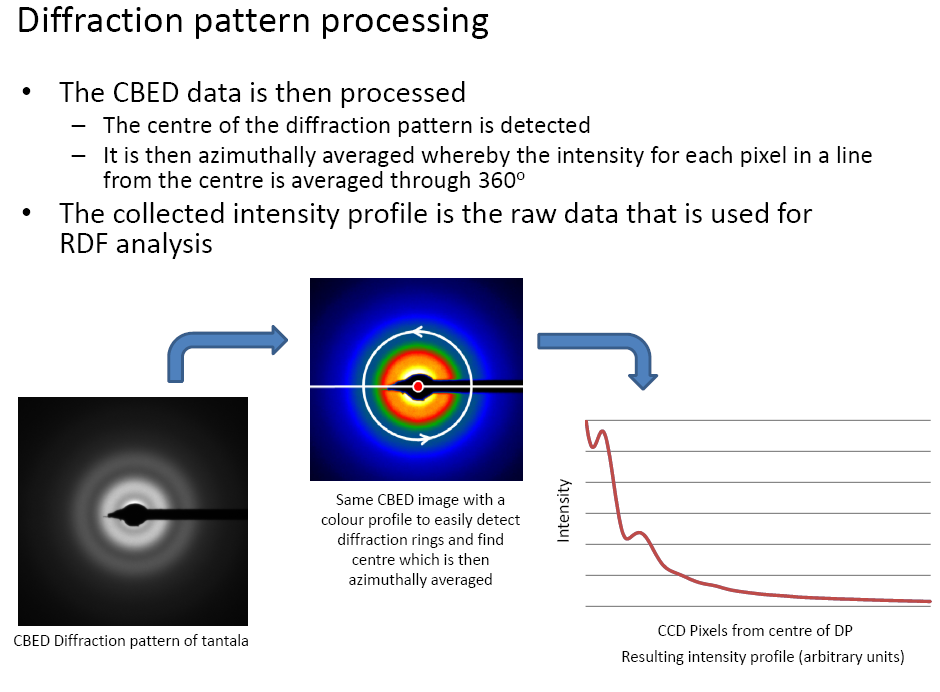 Diffraction pattern processing
• The CBED data is then processed
– The centre of the diffraction pattern is detected
– It is then azimuthally averaged whereby the intensity for each pixel in a line
from the centre is averaged through 360°
• The collected intensity profile is the raw data that is used for
RDF analysis
CBED Diffraction pattern of tantala
Same CBED image with a
colour profile to easily detect
diffraction rings and find
centre which is then
azimuthally averaged
Intensity
CCD Pixels from centre of DP
Resulting intensity profile (arbitrary units)